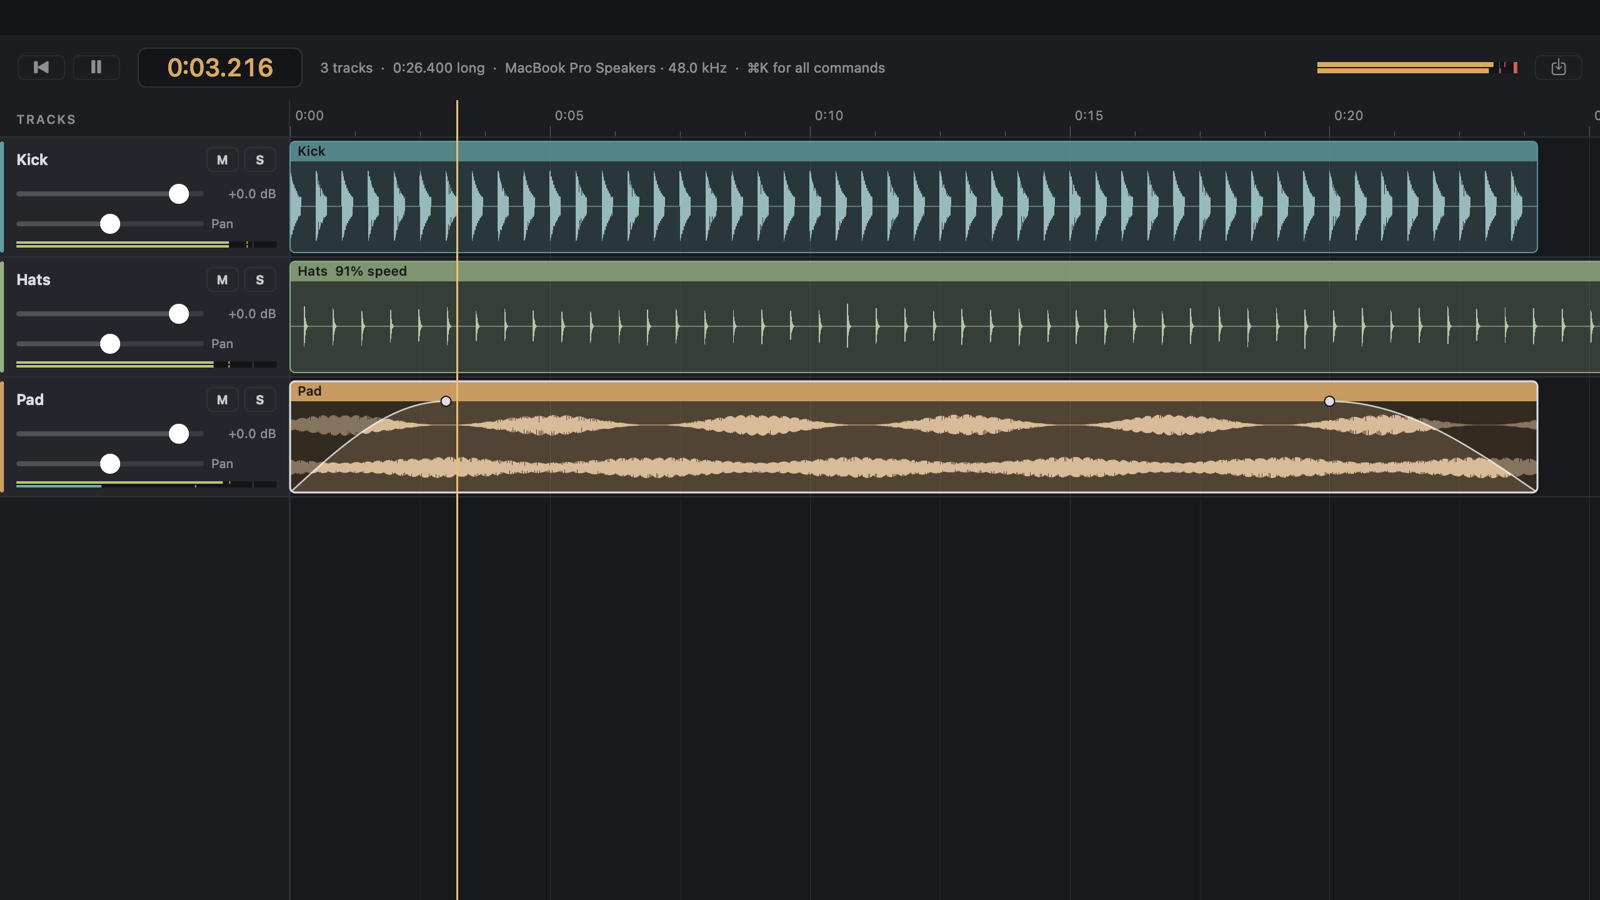 0:03.216
3 tracks · 0:26.400 long · MacBook Pro Speakers · 48.0 kHz · ⌘K for all commands
TRACKS
0:00
0:05
0:10
0:15
0:20
Kick
M
S
+0.0 dB
Pan
Kick
Hats
M
S
+0.0 dB
Pan
Hats 91% speed
Pad
M
S
+0.0 dB
Pan
Pad